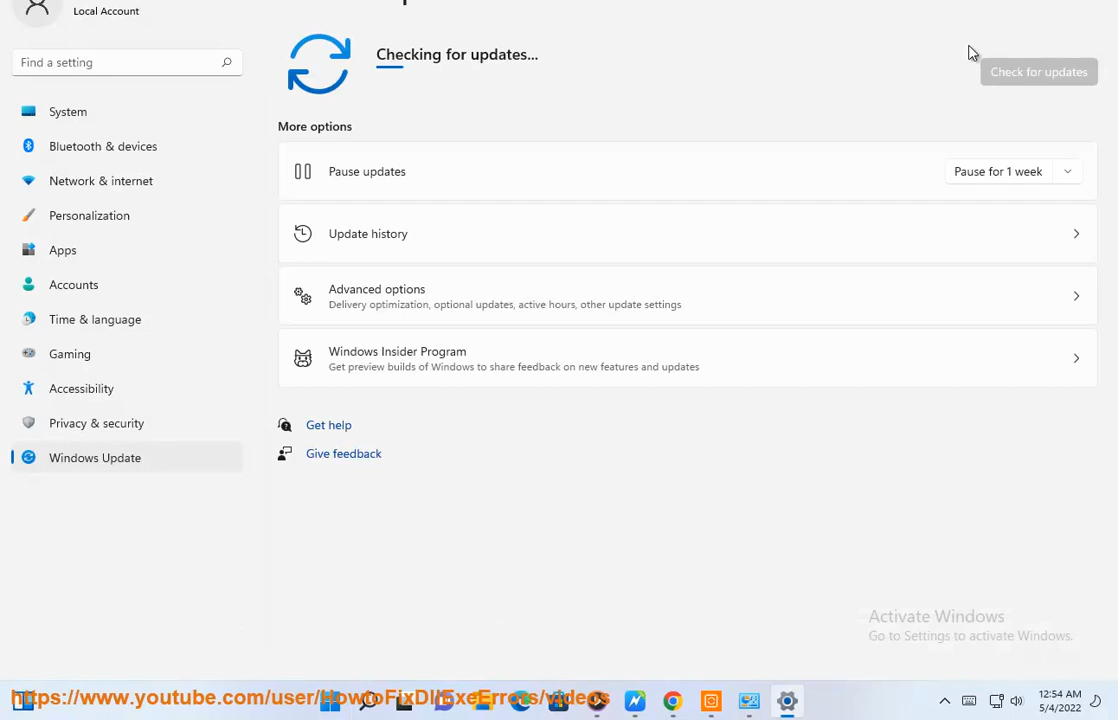 Local Account
Find a setting
System
Bluetooth & devices
Network & internet
Personalization
Apps
Accounts
Time & language
Gaming
Accessibility
Privacy & security
Windows Update
Checking for updates...
Check for updates
More options
Pause updates
Pause for 1 week
Update history
Advanced options
Delivery optimization, optional updates, active hours, other update settings
Windows Insider Program
Get preview builds of Windows to share feedback on new features and updates
Get help
Give feedback
Activate Windows
Go to Settings to activate Windows.
https://www.youtube.com/user/HowtoFixDllExeErrors/videos
12:54 AM
5/4/2022